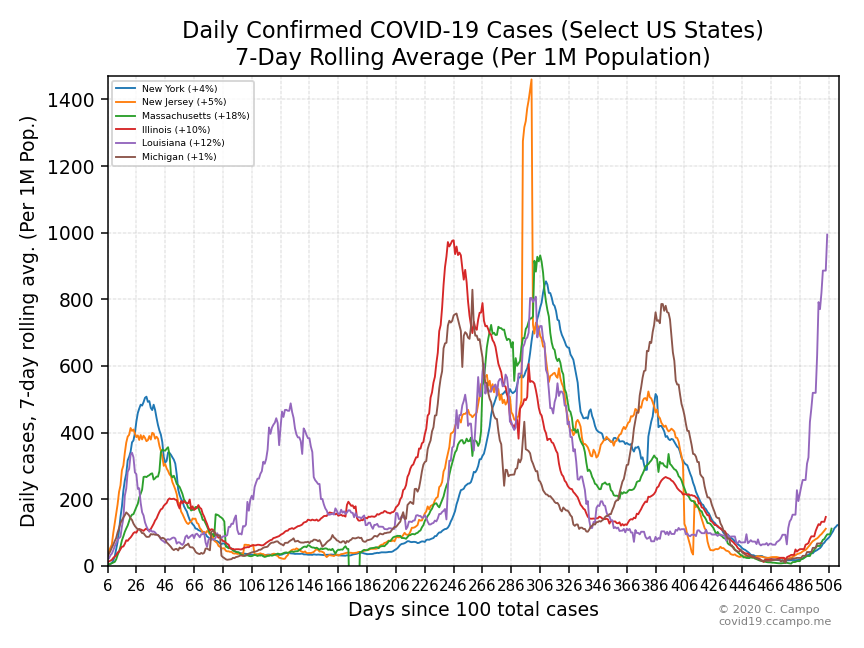 Daily Confirmed COVID-19 Cases (Select US States)
7-Day Rolling Average (Per 1M Population)
Daily cases, 7-day rolling avg. (Per 1M Pop.)
1400
1200
1000
800
600
400
200
0
New York (+4%)
New Jersey (+5%)
Massachusetts (+18%)
Illinois (+10%)
Louisiana (+12%)
Michigan (+1%)
6 26 46 66 86 106 126 146 166 186 206 226 246 266 286 306 326 346 366 386 406 426 446 466 486 506
Days since 100 total cases
© 2020 C. Campo
covid19.ccampo.me